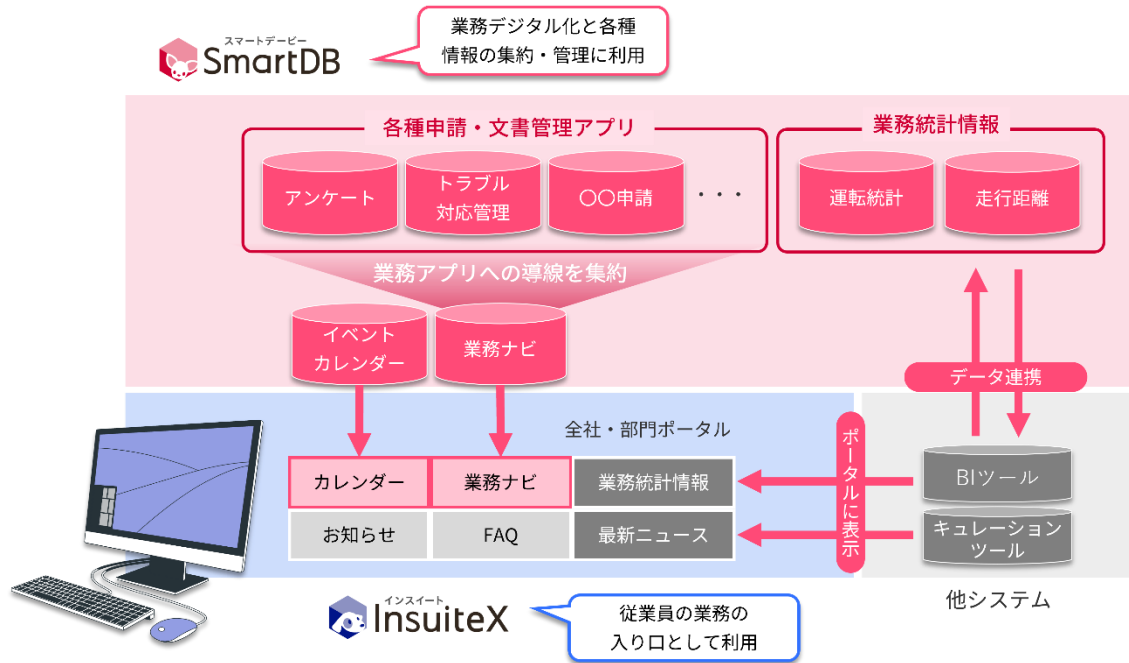 スマートデービー
SmartDB
業務デジタル化と各種
情報の集約・管理に利用
各種申請・文書管理アプリ
アンケート
トラブル
対応管理
〇〇申請
・・・
業務統計情報
運転統計
走行距離
業務アプリへの導線を集約
イベント
カレンダー
業務ナビ
データ連携
全社・部門ポータル
カレンダー
業務ナビ
業務統計情報
お知らせ
FAQ
最新ニュース
ポータルに表示
BIツール
キュレーション
ツール
他システム
インスイート
InsuiteX
従業員の業務の
入り口として利用